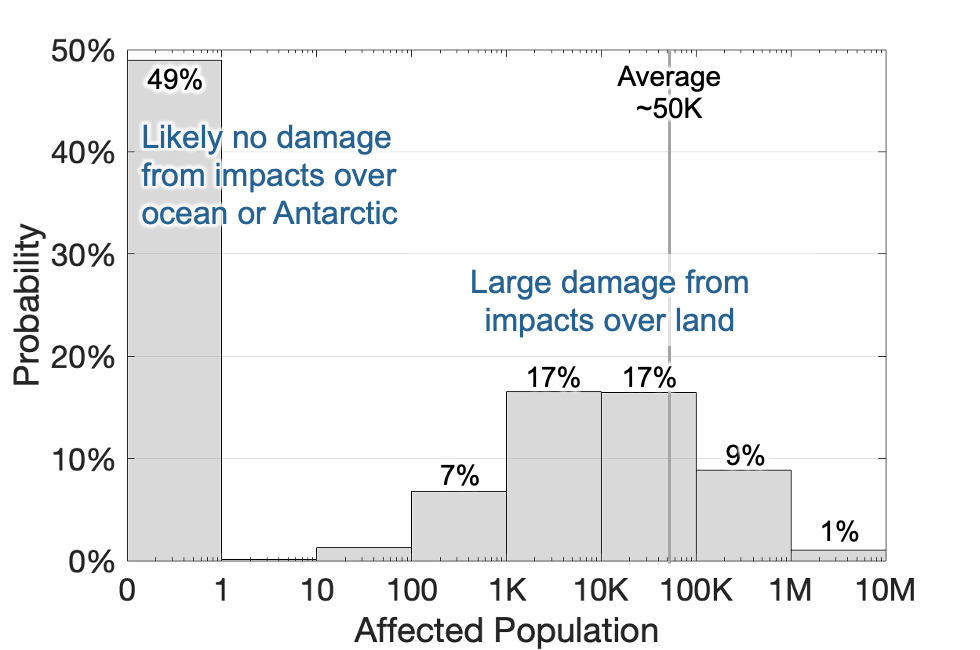 50%
49%
Average
~50K
Likely no damage
40%
from impacts over
ocean or Antarctic
Probability
30%
Large damage from
impacts over land
20%
17%
17%
9%
7%
10%
1%
0%
0
1
10
100
1K
10K
100K
1M
10M
Affected Population